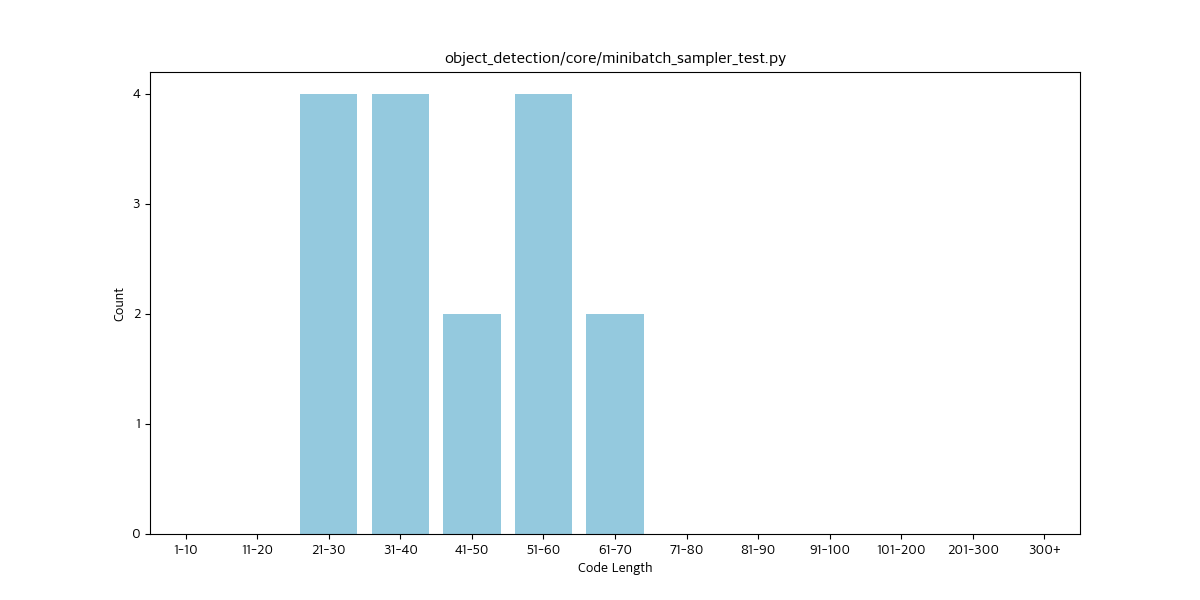 object_detection/core/minibatch_sampler_test.py
4
3
2
1
0
Count
1-10 11-20 21-30 31-40 41-50 51-60 61-70 71-80 81-90 91-100 101-200 201-300 300+
Code Length